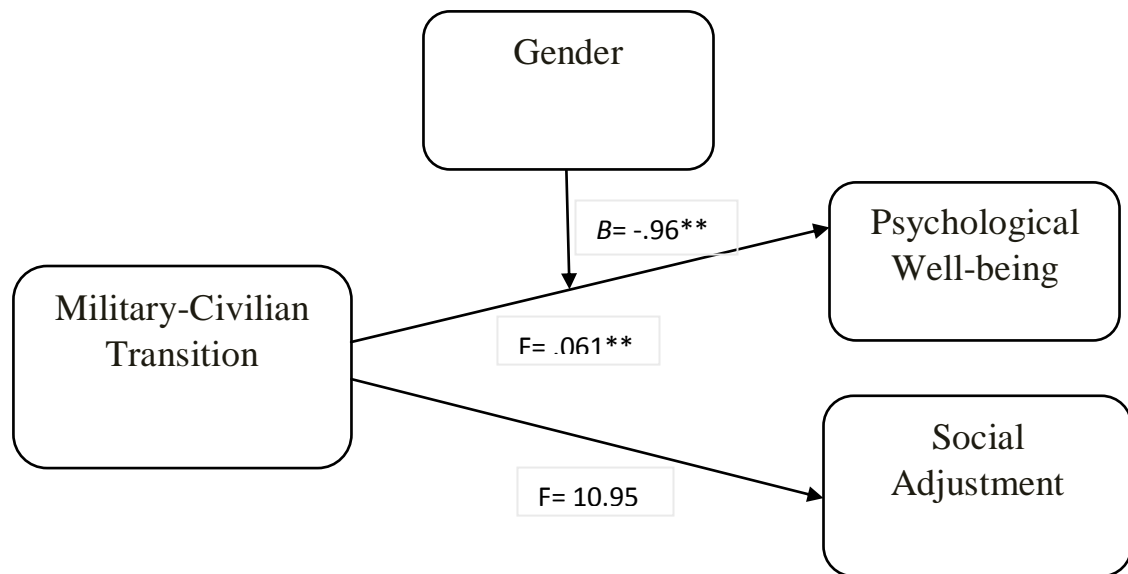 Gender
B= -.96**
Psychological
Well-being
Military-Civilian
Transition
F= .061**
Social
Adjustment
F= 10.95